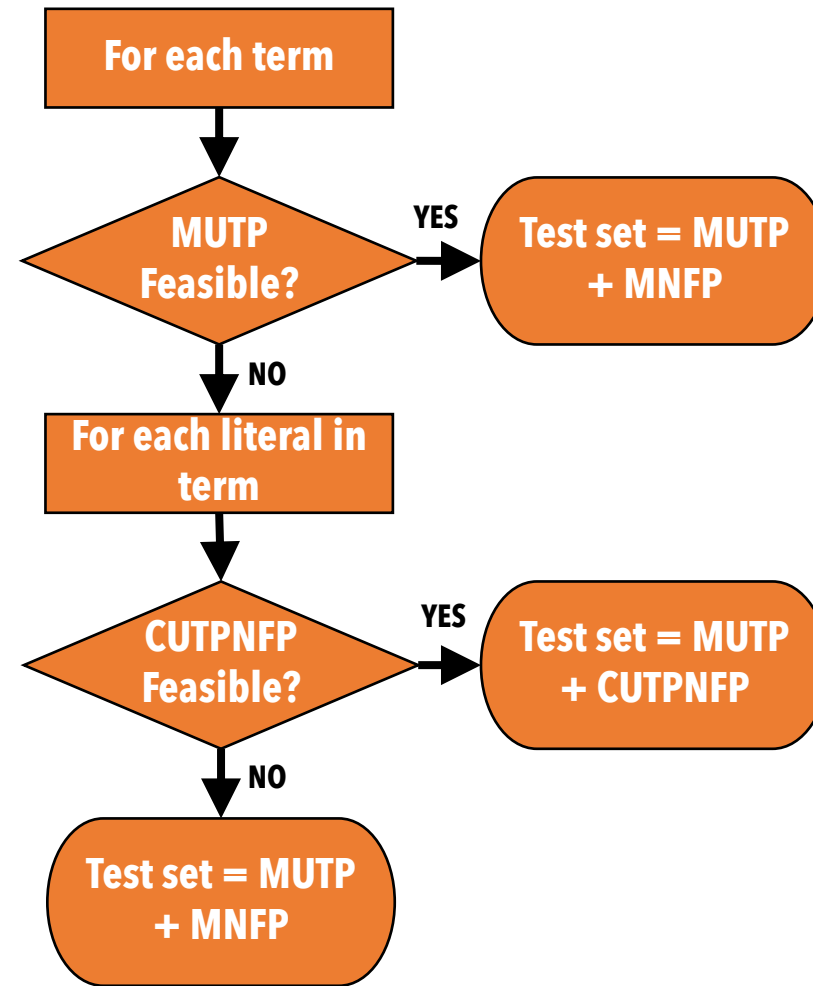 For each term
MUTP
Feasible?
YES
Test set = MUTP
+ MNFP
NO
For each literal in
term
CUTPNFP
Feasible?
YES
Test set = MUTP
+ CUTPNFP
NO
Test set = MUTP
+ MNFP